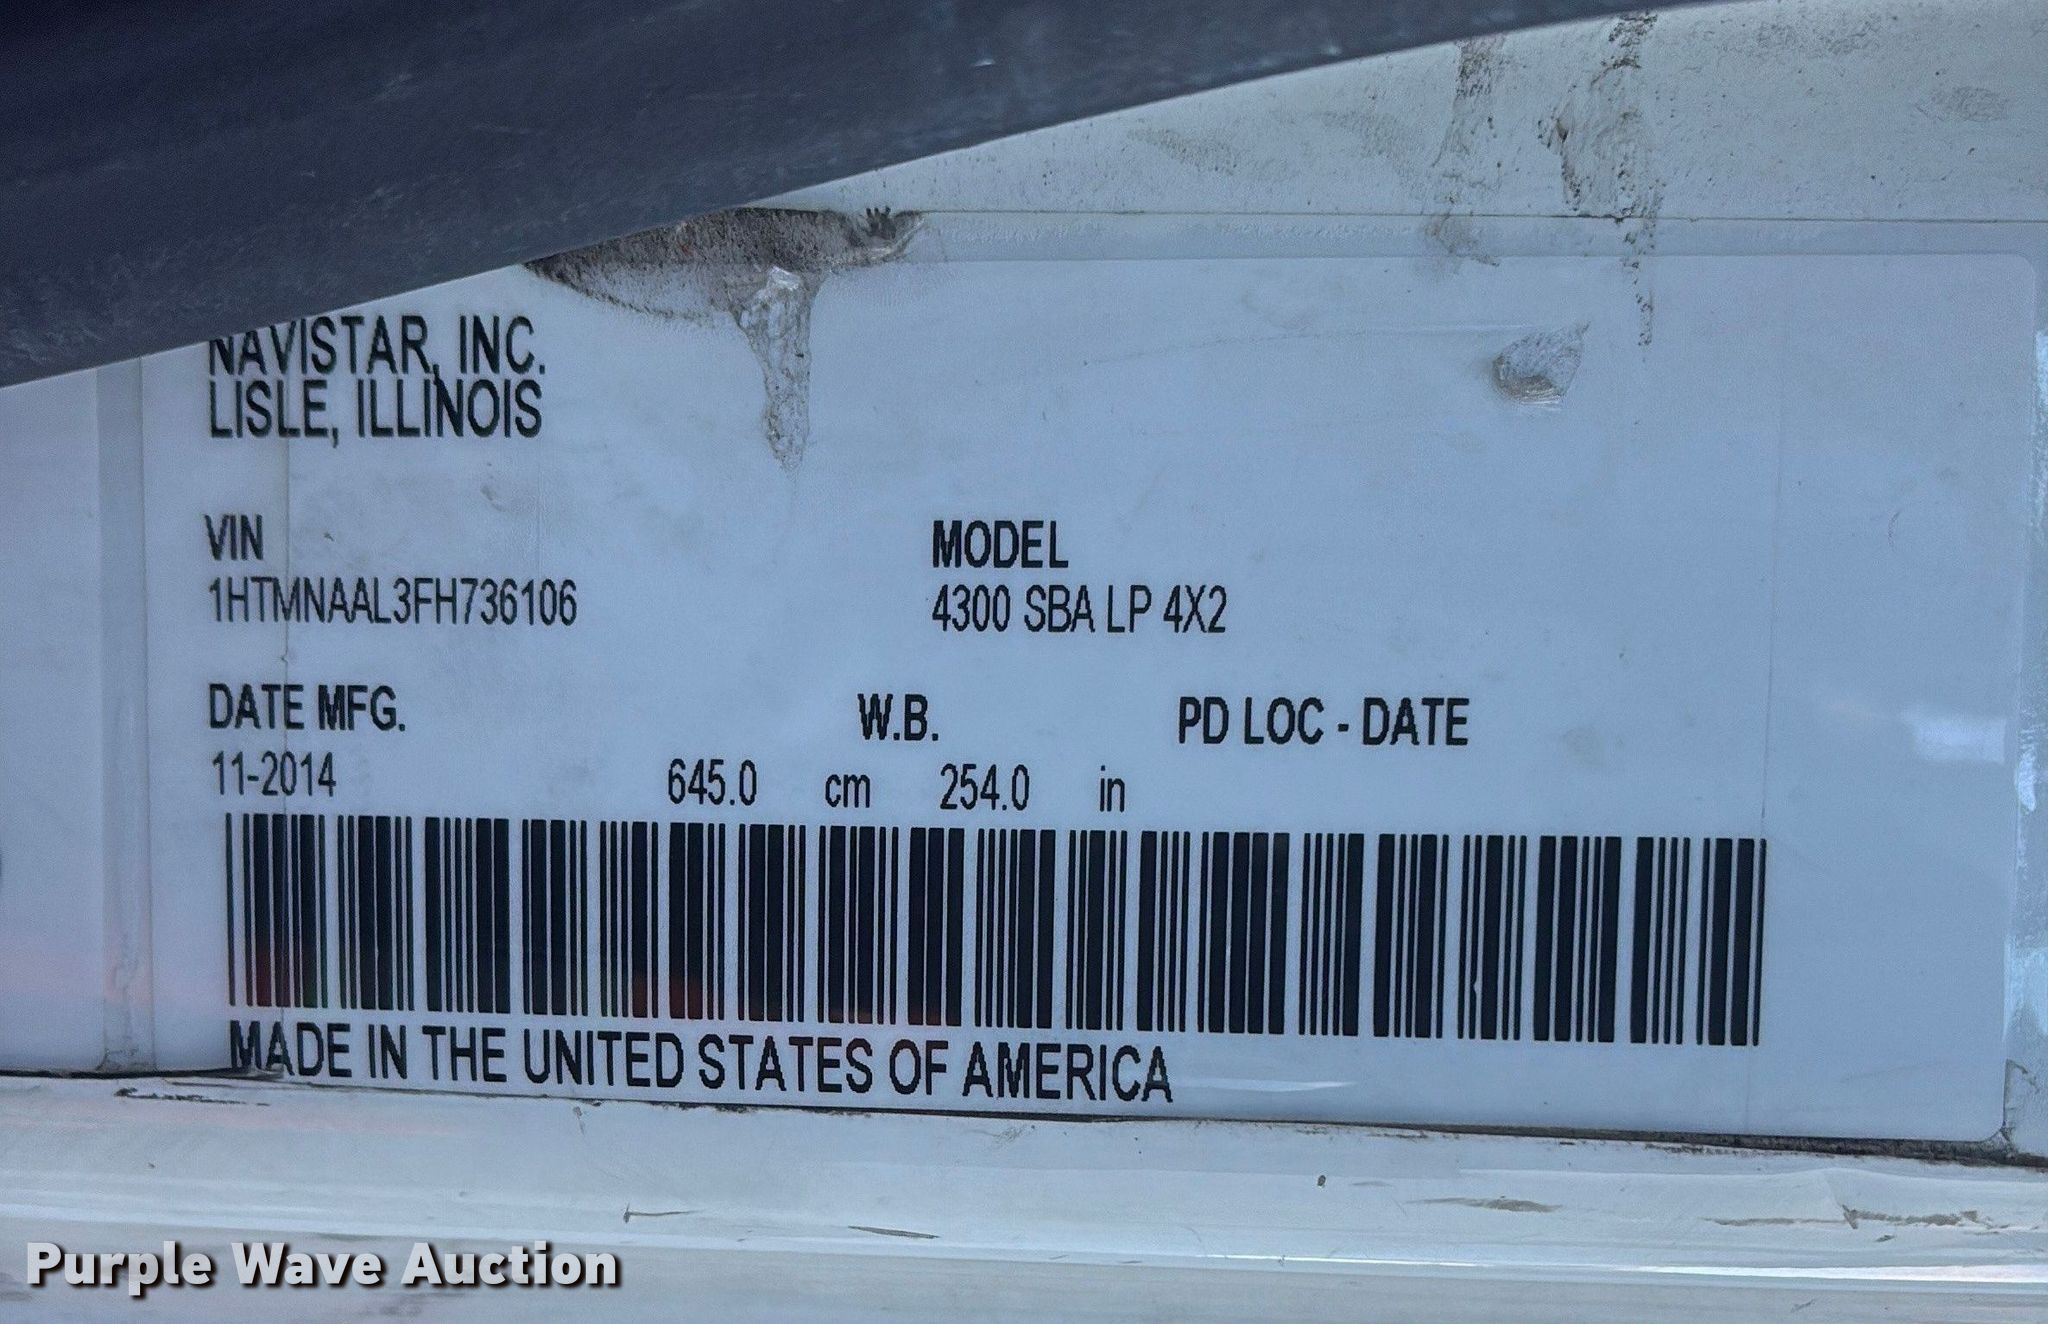 NAVISTAR, INC.
LISLE, ILLINOIS
VIN
1HTMNAAL3FH736106
MODEL
4300 SBA LP 4X2
DATE MFG.
11-2014
W.B.
645.0 cm 254.0 in
PD LOC - DATE
MADE IN THE UNITED STATES OF AMERICA
Purple Wave Auction